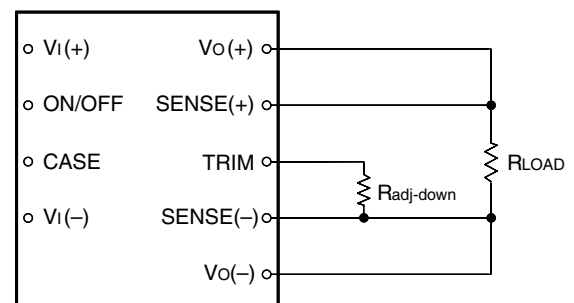 VI(+) VO(+)
ON/OFF SENSE(+)
CASE TRIM RLOAD
Radj-down
VI(–) SENSE(–)
VO(–)